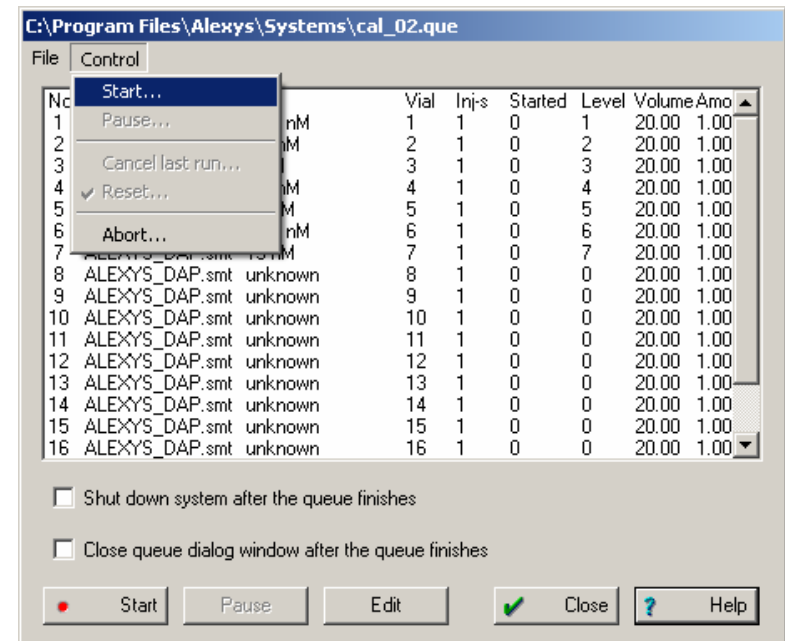 C:\Program Files\Alexys\Systems\cal_02.que
File Control
Start...
Pause...
Cancel last run...
Reset...
Abort...
Vial Inj-s Started Level Volume Amo
1 nM 1 1 0 1 20.00 1.00
2 2 1 0 2 20.00 1.00
3 3 1 0 3 20.00 1.00
4 4 1 0 4 20.00 1.00
5 5 1 0 5 20.00 1.00
6 nM 6 1 0 6 20.00 1.00
7 7 1 0 7 20.00 1.00
8 ALEXYS_DAP.smt unknown 8 1 0 0 20.00 1.00
9 ALEXYS_DAP.smt unknown 9 1 0 0 20.00 1.00
10 ALEXYS_DAP.smt unknown 10 1 0 0 20.00 1.00
11 ALEXYS_DAP.smt unknown 11 1 0 0 20.00 1.00
12 ALEXYS_DAP.smt unknown 12 1 0 0 20.00 1.00
13 ALEXYS_DAP.smt unknown 13 1 0 0 20.00 1.00
14 ALEXYS_DAP.smt unknown 14 1 0 0 20.00 1.00
15 ALEXYS_DAP.smt unknown 15 1 0 0 20.00 1.00
16 ALEXYS_DAP.smt unknown 16 1 0 0 20.00 1.00
Shut down system after the queue finishes
Close queue dialog window after the queue finishes
Start Pause Edit Close ? Help